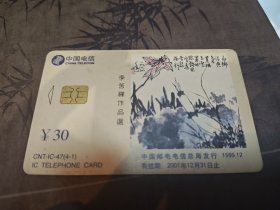 中国电信
CHINA TELECOM
李苦禅作品选
¥30
CNT-IC-47(4-1)
IC TELEPHONE CARD
中国邮电电信总局发行 1999.12
有效期 2001年12月31日止